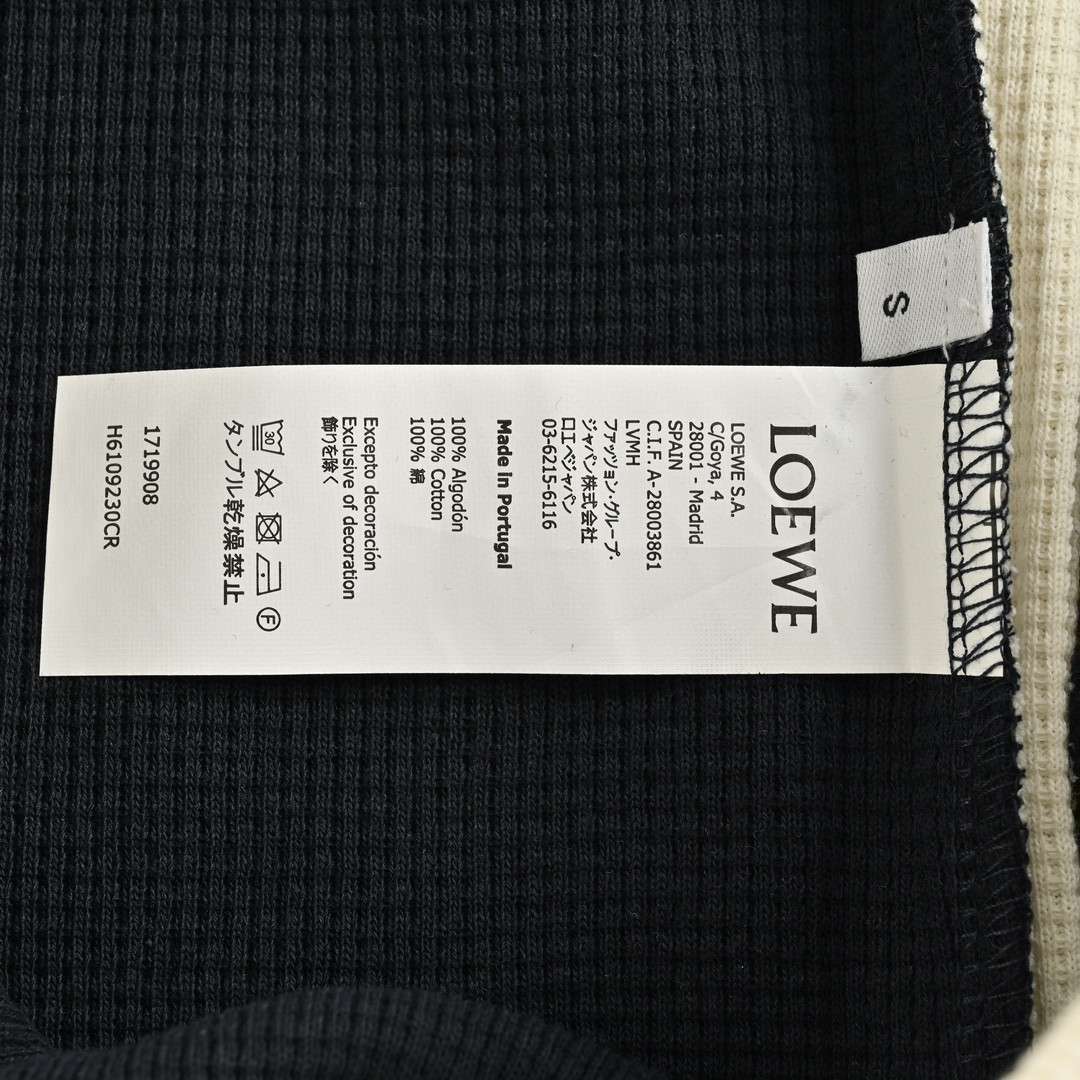 S
LOEWE
LOEWE S.A.
C/Goya, 4
28001 - Madrid
SPAIN
C.I.F. A-28003861
LVMH
ファッション・グループ・
ジャパン株式会社
ロエベジャパン
03-6215-6116
Made in Portugal
100% Algodón
100% Cotton
100% 綿
Excepto decoración
Exclusive of decoration
飾りを除く
30
F
タンブル乾燥禁止
1719908
H6109230CR